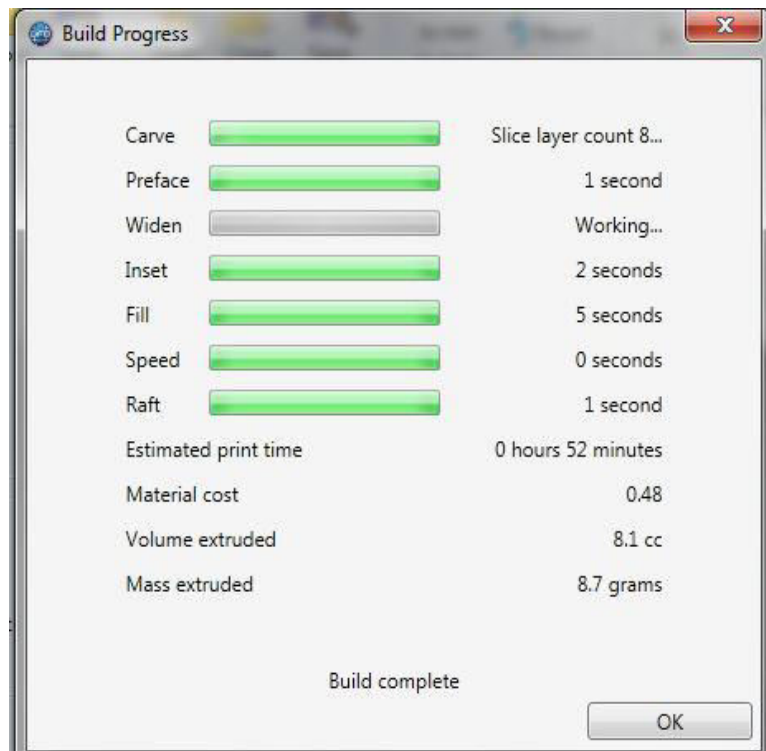 Build Progress
Carve Slice layer count 8...
Preface 1 second
Widen Working...
Inset 2 seconds
Fill 5 seconds
Speed 0 seconds
Raft 1 second
Estimated print time 0 hours 52 minutes
Material cost 0.48
Volume extruded 8.1 cc
Mass extruded 8.7 grams
Build complete
OK